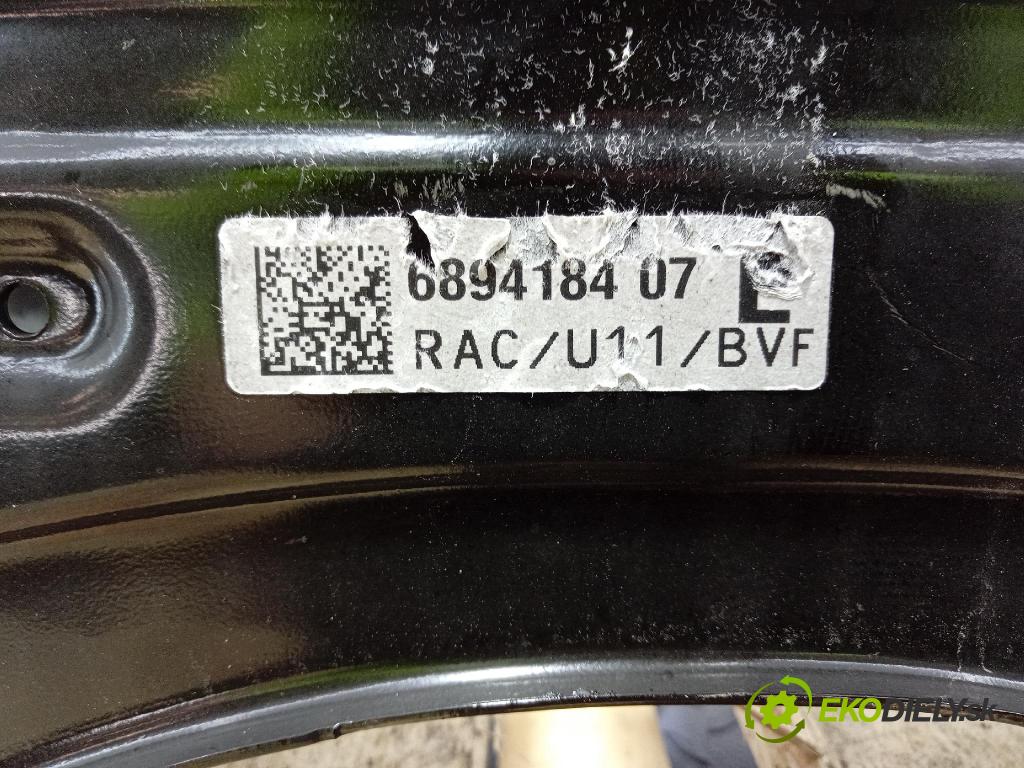 6894184 07 L
RAC/U11/BVF
EKODIELY.sk